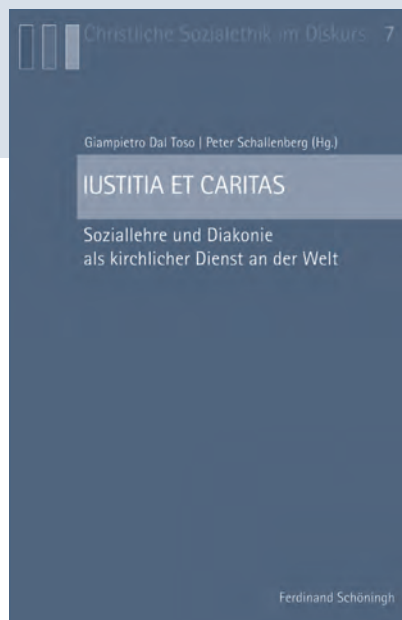 Christliche Sozialethik im Diskurs 7
Giampietro Dal Toso | Peter Schallenberg (Hg.)
IUSTITIA ET CARITAS
Soziallehre und Diakonie
als kirchlicher Dienst an der Welt
Ferdinand Schöningh